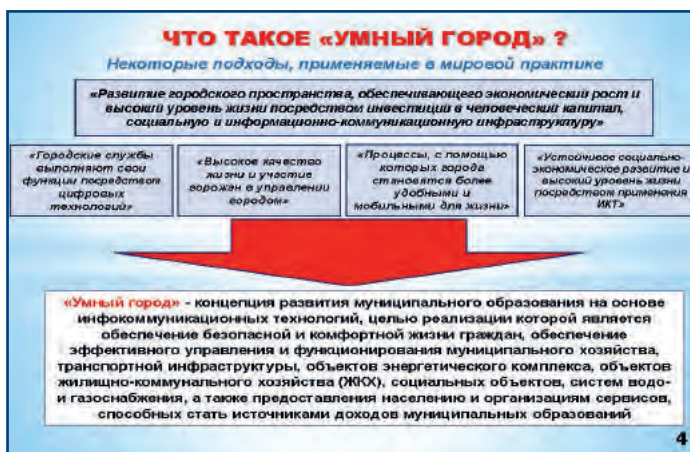 ЧТО ТАКОЕ «УМНЫЙ ГОРОД» ?
Некоторые подходы, применяемые в мировой практике
«Развитие городского пространства, обеспечивающего экономический рост и
высокий уровень жизни посредством инвестиций в человеческий капитал,
социальную и информационно-коммуникационную инфраструктуру»
«Городские службы
выполняют свои
функции посредством
цифровых
технологий»
«Высокое качество
жизни и участие
горожан в управлении
городом»
«Процессы, с помощью
которых города
становятся более
удобными и
мобильными для жизни»
«Устойчивое социально-
экономическое развитие и
высокий уровень жизни
посредством применения
ИКТ»
«Умный город» - концепция развития муниципального образования на основе
инфокоммуникационных технологий, целью реализации которой является
обеспечение безопасной и комфортной жизни граждан, обеспечение
эффективного управления и функционирования муниципального хозяйства,
транспортной инфраструктуры, объектов энергетического комплекса, объектов
жилищно-коммунального хозяйства (ЖКХ), социальных объектов, систем водо-
и газоснабжения, а также предоставления населению и организациям сервисов,
способных стать источниками доходов муниципальных образований
4